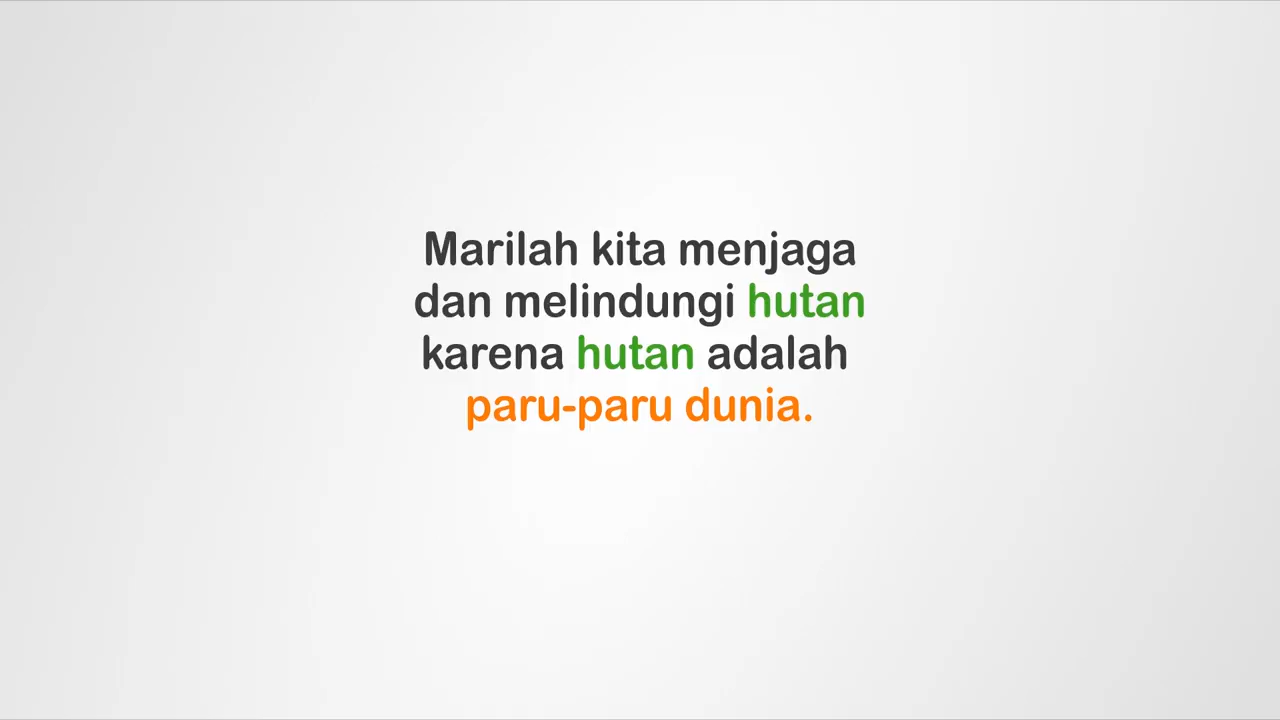 Marilah kita menjaga
dan melindungi hutan
karena hutan adalah
paru-paru dunia.